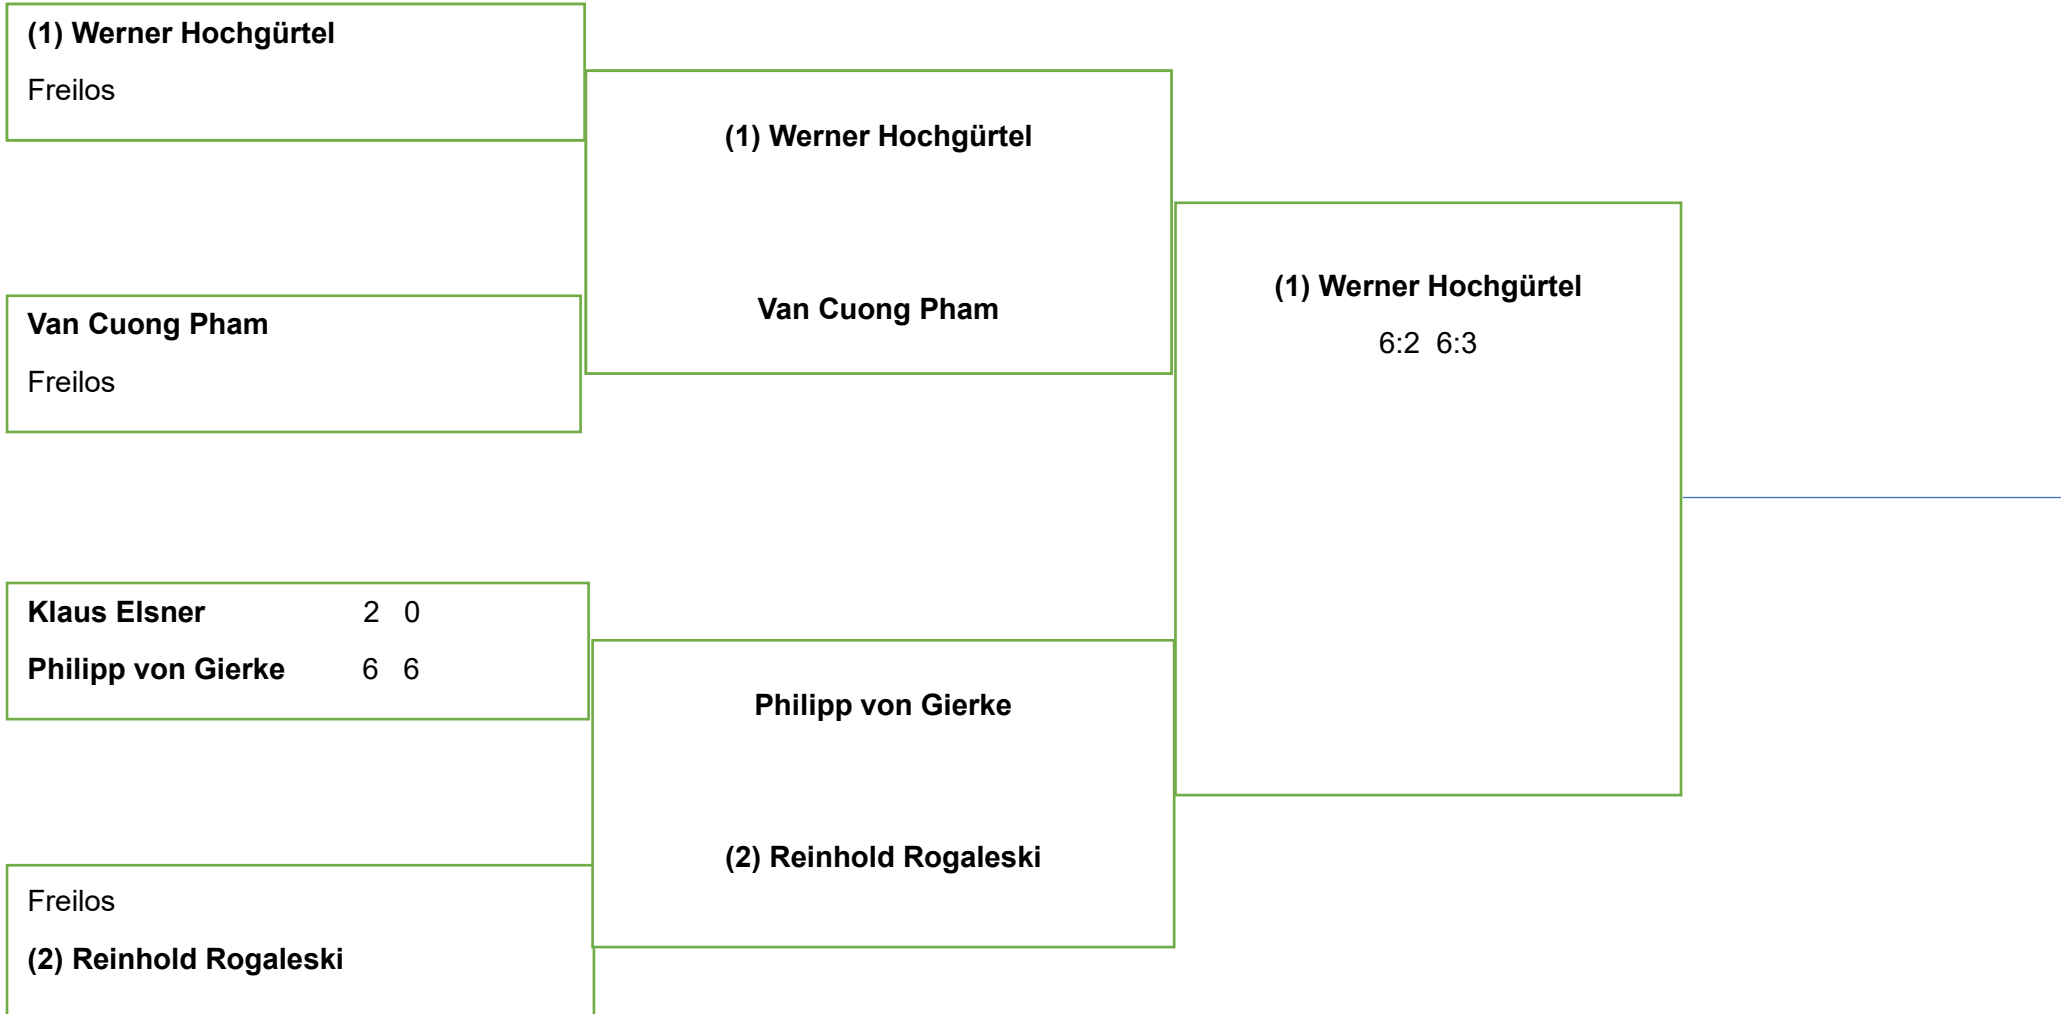 (1) Werner Hochgürtel
Freilos
(1) Werner Hochgürtel
Van Cuong Pham
Freilos
Van Cuong Pham
(1) Werner Hochgürtel
6:2 6:3
Klaus Elsner 2 0
Philipp von Gierke 6 6
Philipp von Gierke
(2) Reinhold Rogaleski
Freilos
(2) Reinhold Rogaleski